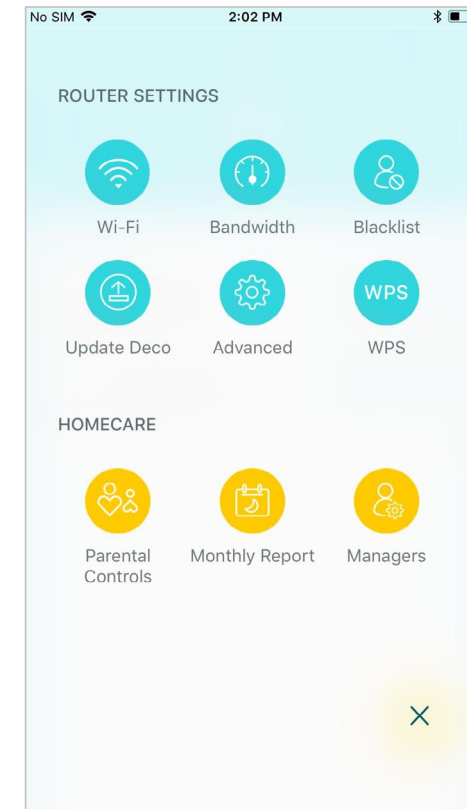 No SIM 2:02 PM
ROUTER SETTINGS
Wi-Fi Bandwidth Blacklist
WPS
Update Deco Advanced WPS
HOMECARE
Parental Controls Monthly Report Managers